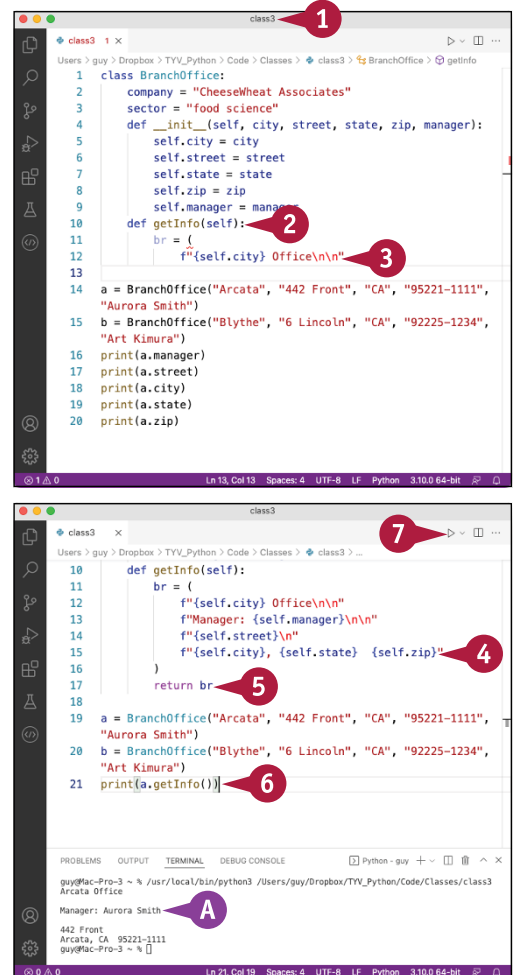 class3
1
class3 1 ×
Users > guy > Dropbox > TYV_Python > Code > Classes > class3 > BranchOffice > getInfo
1 class BranchOffice:
2     company = "CheeseWheat Associates"
3     sector = "food science"
4     def __init__(self, city, street, state, zip, manager):
5         self.city = city
6         self.street = street
7         self.state = state
8         self.zip = zip
9         self.manager = manager
10     def getInfo(self):
2
11         br = (
12             f"{self.city} Office\n\n"
3
13
14 a = BranchOffice("Arcata", "442 Front", "CA", "95221-1111",
"Aurora Smith")
15 b = BranchOffice("Blythe", "6 Lincoln", "CA", "92225-1234",
"Art Kimura")
16 print(a.manager)
17 print(a.street)
18 print(a.city)
19 print(a.state)
20 print(a.zip)
1 0 Ln 13, Col 13 Spaces: 4 UTF-8 LF Python 3.10.0 64-bit
class3
class3 ×
7
Users > guy > Dropbox > TYV_Python > Code > Classes > class3 > ...
10     def getInfo(self):
11         br = (
12             f"{self.city} Office\n\n"
13             f"Manager: {self.manager}\n\n"
14             f"{self.street}\n"
15             f"{self.city}, {self.state}  {self.zip}"
4
16         )
17         return br
5
18
19 a = BranchOffice("Arcata", "442 Front", "CA", "95221-1111",
"Aurora Smith")
20 b = BranchOffice("Blythe", "6 Lincoln", "CA", "92225-1234",
"Art Kimura")
21 print(a.getInfo())
6
PROBLEMS OUTPUT TERMINAL DEBUG CONSOLE Python - guy
guy@Mac-Pro-3 ~ % /usr/local/bin/python3 /Users/guy/Dropbox/TYV_Python/Code/Classes/class3
Arcata Office
Manager: Aurora Smith
A
442 Front
Arcata, CA  95221-1111
guy@Mac-Pro-3 ~ %
0 0 Ln 21, Col 19 Spaces: 4 UTF-8 LF Python 3.10.0 64-bit